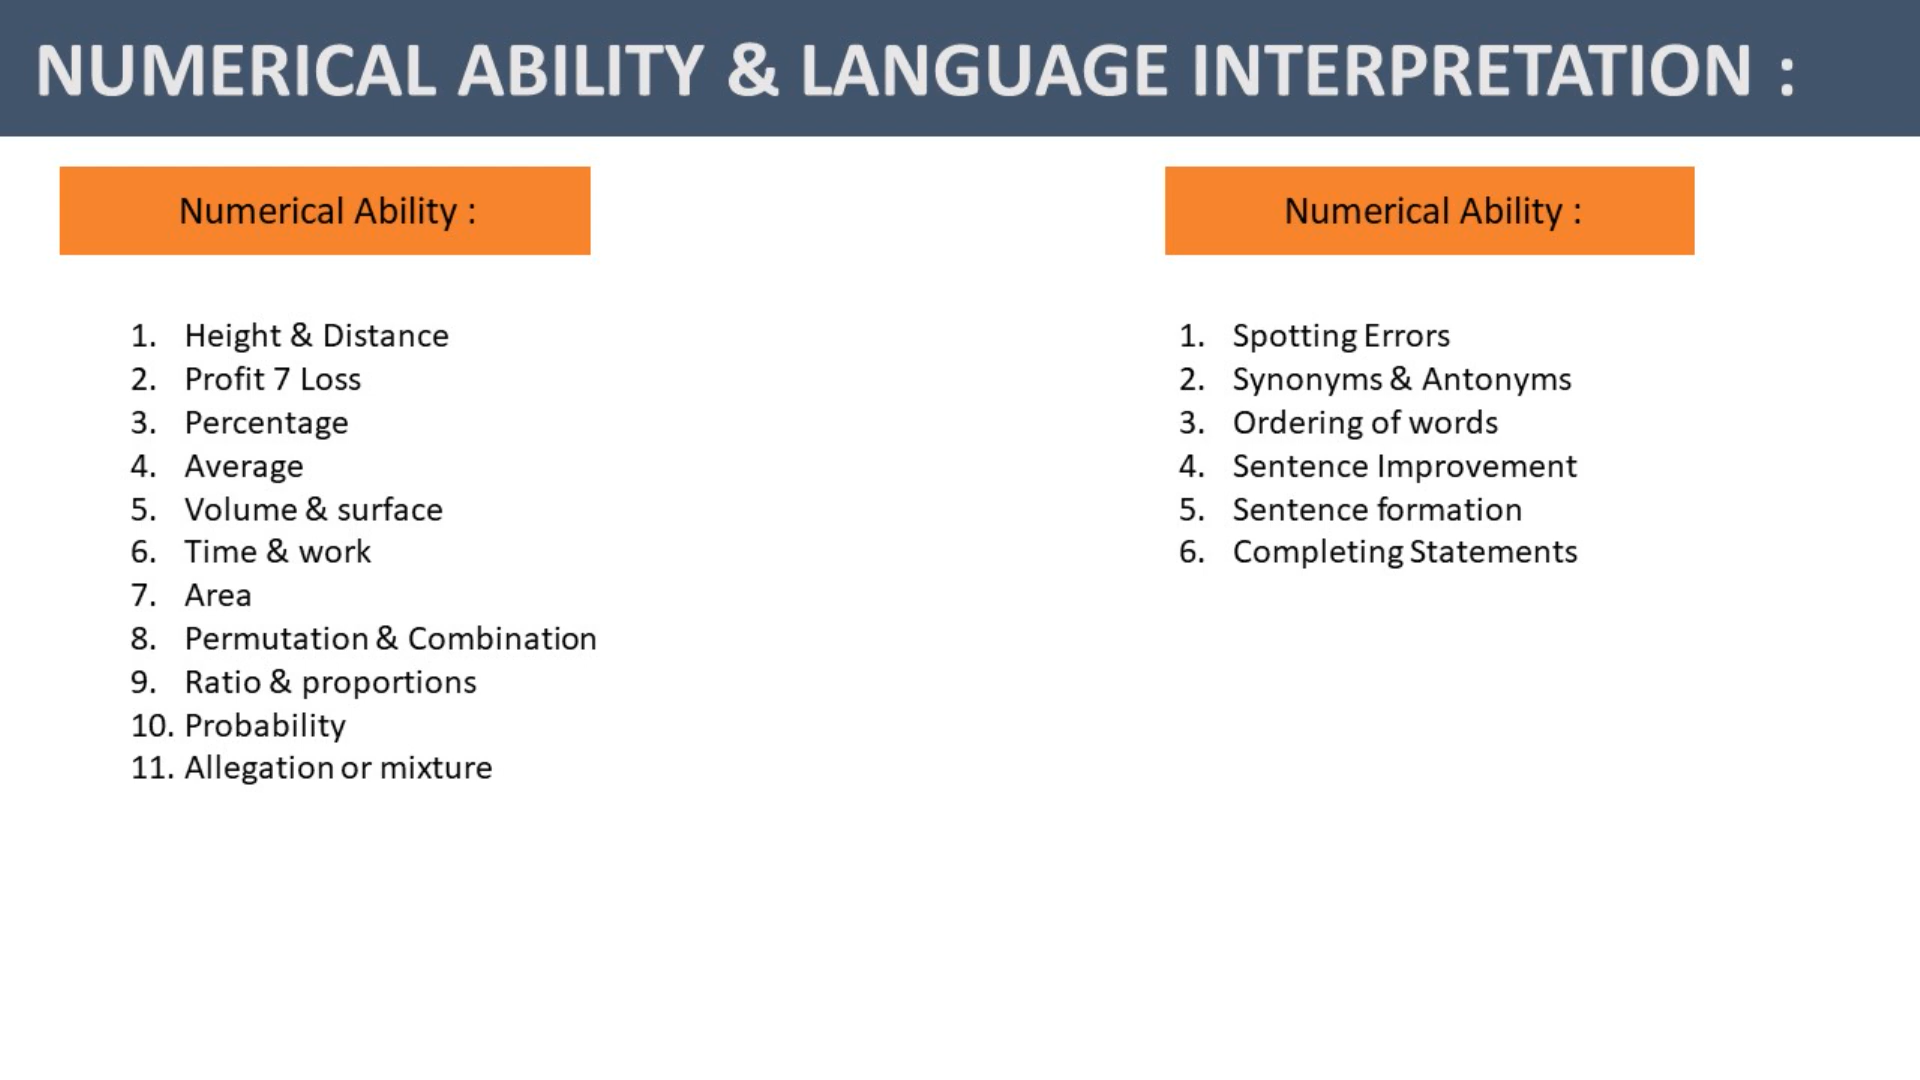 NUMERICAL ABILITY & LANGUAGE INTERPRETATION :
Numerical Ability :
1. Height & Distance
2. Profit 7 Loss
3. Percentage
4. Average
5. Volume & surface
6. Time & work
7. Area
8. Permutation & Combination
9. Ratio & proportions
10. Probability
11. Allegation or mixture
Numerical Ability :
1. Spotting Errors
2. Synonyms & Antonyms
3. Ordering of words
4. Sentence Improvement
5. Sentence formation
6. Completing Statements